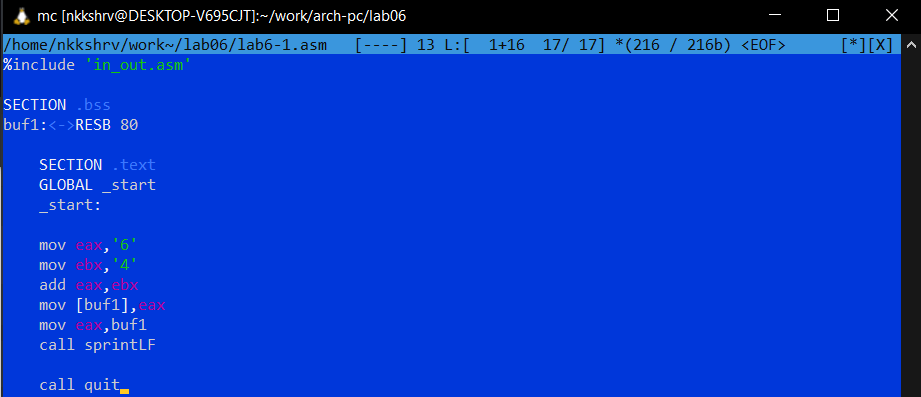 mc [nkkshrv@DESKTOP-V695CJT]:~/work/arch-pc/lab06
/home/nkkshrv/work~/lab06/lab6-1.asm   [----] 13 L:[  1+16  17/ 17] *(216 / 216b) <EOF>      [*][X]
%include 'in_out.asm'

SECTION .bss
buf1:<->RESB 80

    SECTION .text
    GLOBAL _start
    _start:

    mov eax,'6'
    mov ebx,'4'
    add eax,ebx
    mov [buf1],eax
    mov eax,buf1
    call sprintLF

    call quit